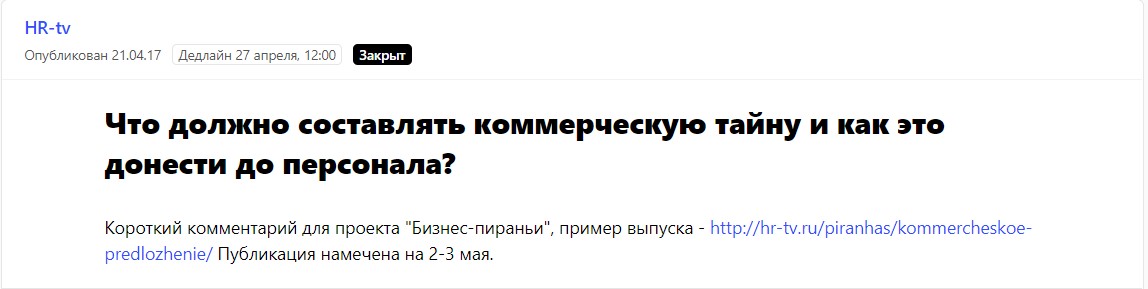 HR-tv
Опубликован 21.04.17 Дедлайн 27 апреля, 12:00 Закрыт
Что должно составлять коммерческую тайну и как это
донести до персонала?
Короткий комментарий для проекта "Бизнес-пираньи", пример выпуска - http://hr-tv.ru/piranhas/kommercheskoe-
predlozhenie/ Публикация намечена на 2-3 мая.